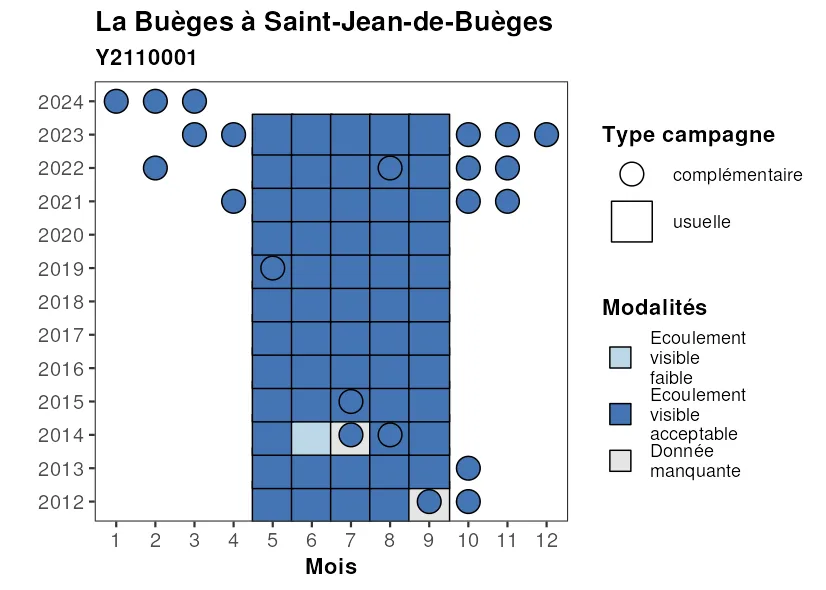 La Buèges à Saint-Jean-de-Buèges
Y2110001
2024
2023
2022
2021
2020
2019
2018
2017
2016
2015
2014
2013
2012
1 2 3 4 5 6 7 8 9 10 11 12
Mois
Type campagne
complémentaire
usuelle
Modalités
Ecoulement
visible
faible
Ecoulement
visible
acceptable
Donnée
manquante